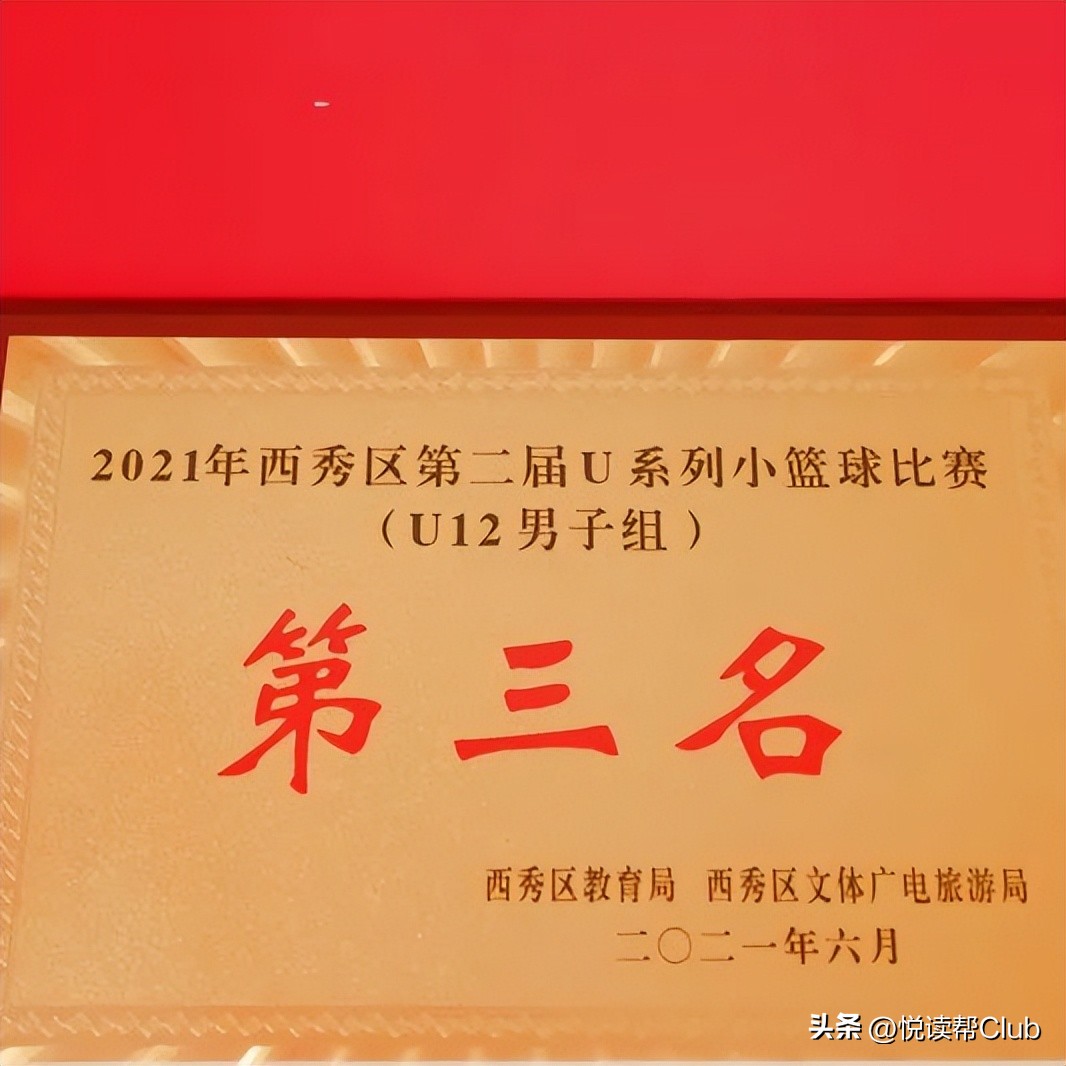 2021年西秀区第二届U系列小篮球比赛
（U12男子组）
第三名
西秀区教育局 西秀区文体广电旅游局
二〇二一年六月
头条 @悦读帮Club